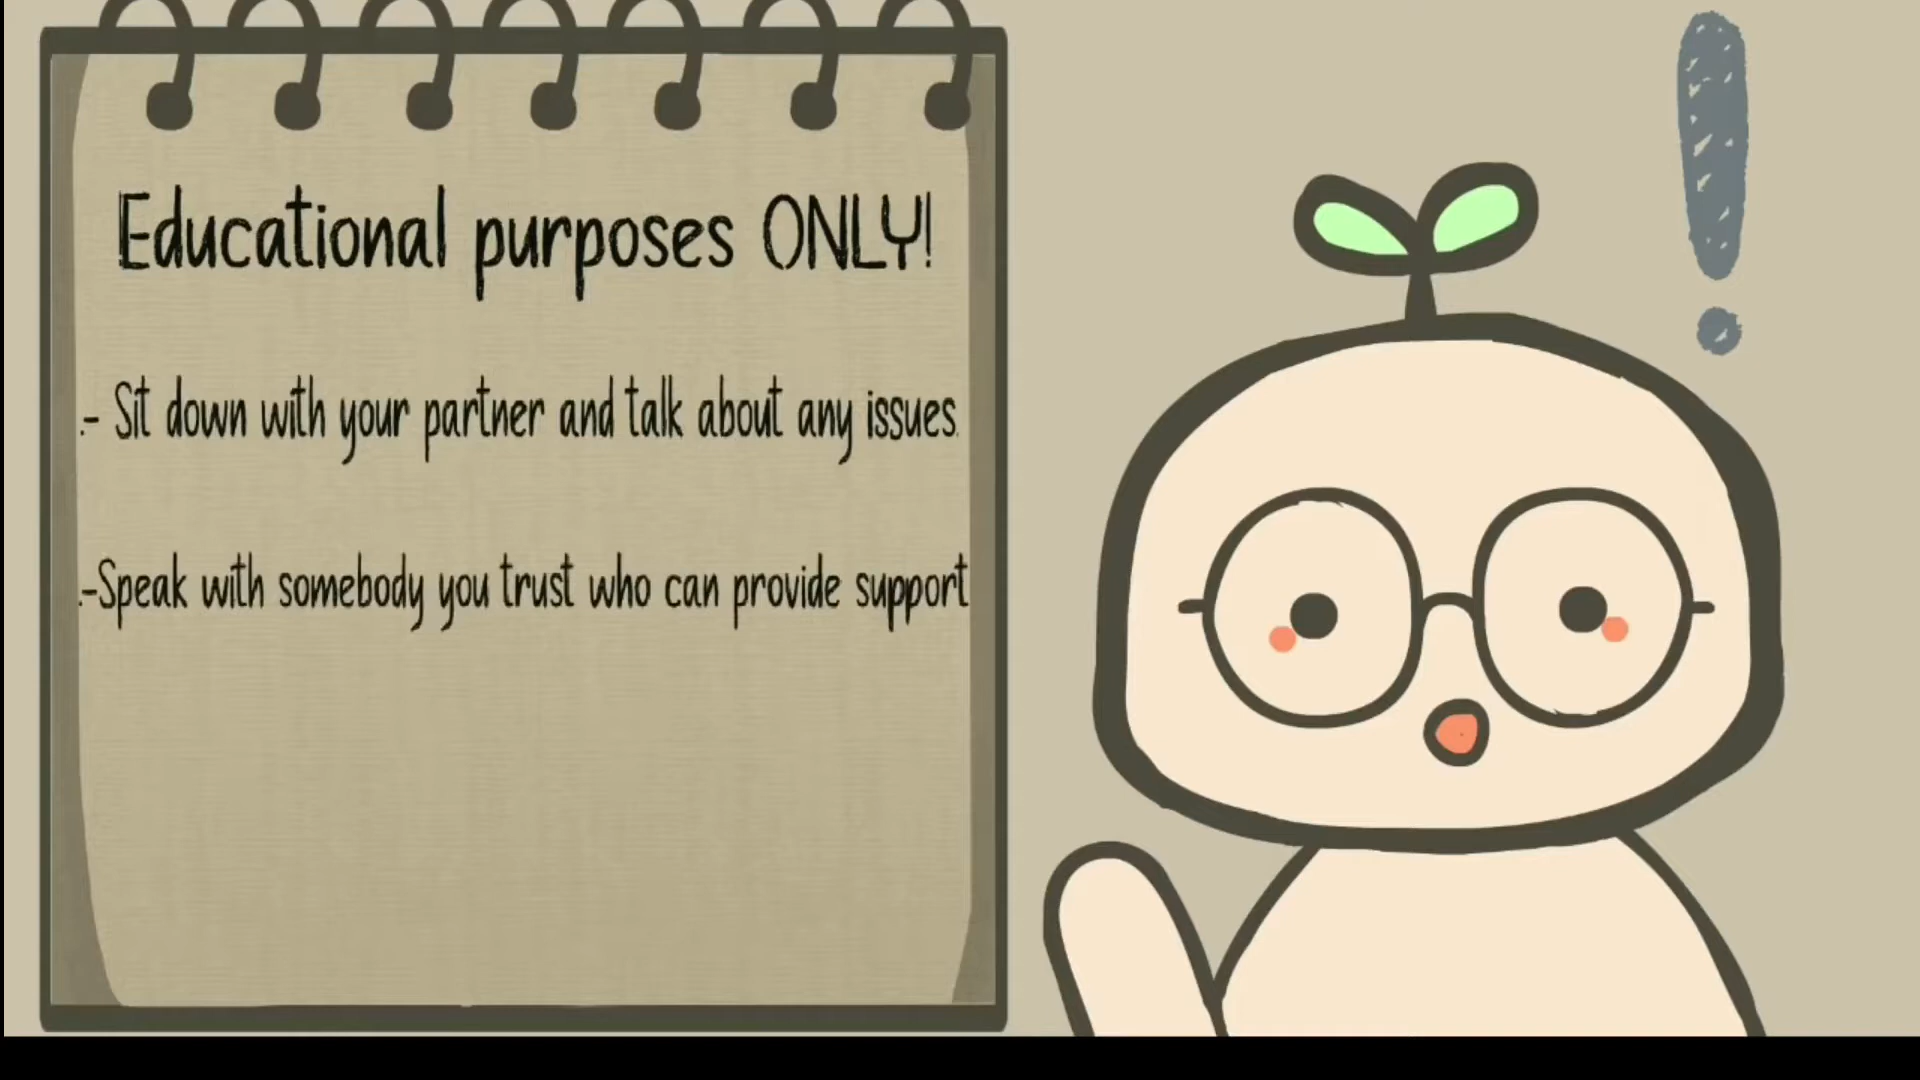 Educational purposes ONLY!
.- Sit down with your partner and talk about any issues.
.-Speak with somebody you trust who can provide support